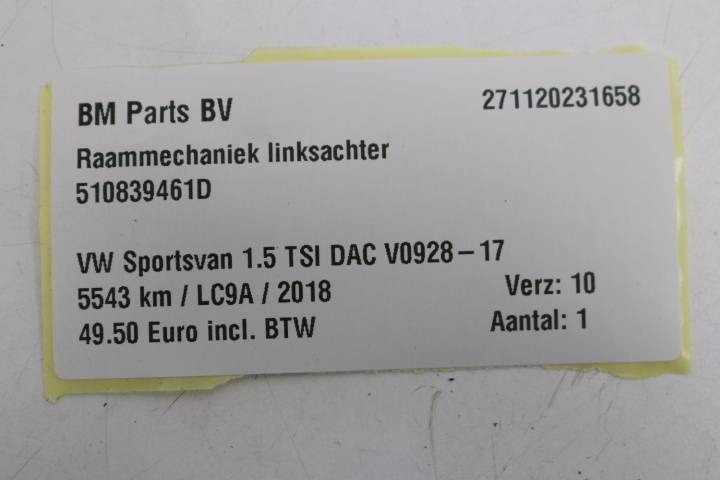 BM Parts BV 271120231658
Raammechaniek linksachter
510839461D
VW Sportsvan 1.5 TSI DAC V0928-17
5543 km / LC9A / 2018 Verz: 10
49.50 Euro incl. BTW Aantal: 1